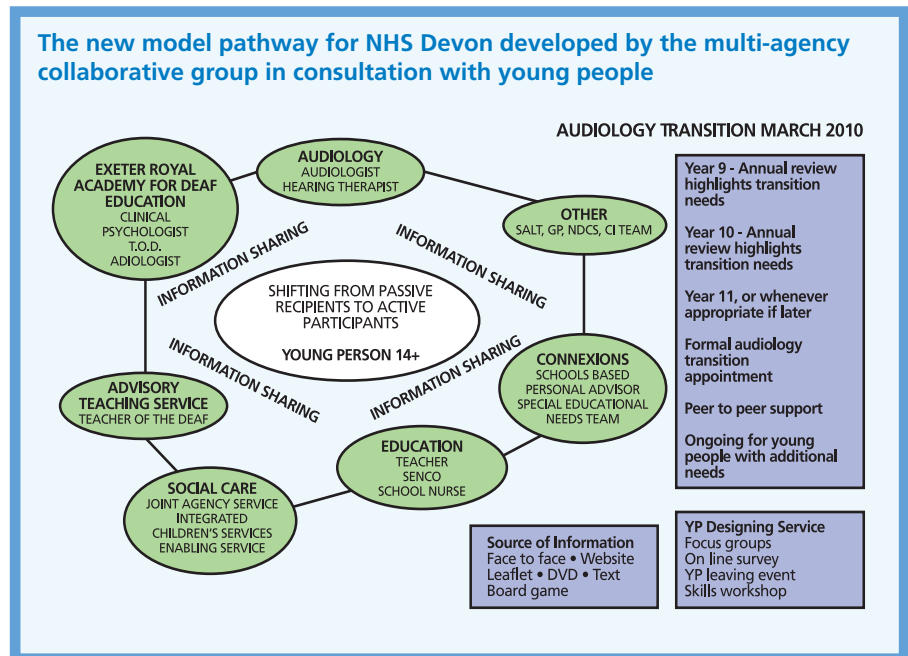 The new model pathway for NHS Devon developed by the multi-agency
collaborative group in consultation with young people
AUDIOLOGY TRANSITION MARCH 2010
EXETER ROYAL
ACADEMY FOR DEAF
EDUCATION
CLINICAL
PSYCHOLOGIST
T.O.D.
ADIOLOGIST
AUDIOLOGY
AUDIOLOGIST
HEARING THERAPIST
OTHER
SALT, GP, NDCS, CI TEAM
INFORMATION SHARING
INFORMATION SHARING
SHIFTING FROM PASSIVE
RECIPIENTS TO ACTIVE
PARTICIPANTS
YOUNG PERSON 14+
INFORMATION SHARING
INFORMATION SHARING
ADVISORY
TEACHING SERVICE
TEACHER OF THE DEAF
CONNEXIONS
SCHOOLS BASED
PERSONAL ADVISOR
SPECIAL EDUCATIONAL
NEEDS TEAM
SOCIAL CARE
JOINT AGENCY SERVICE
INTEGRATED
CHILDREN'S SERVICES
ENABLING SERVICE
EDUCATION
TEACHER
SENCO
SCHOOL NURSE
Year 9 - Annual review
highlights transition
needs
Year 10 - Annual
review highlights
transition needs
Year 11, or whenever
appropriate if later
Formal audiology
transition
appointment
Peer to peer support
Ongoing for young
people with additional
needs
Source of Information
Face to face • Website
Leaflet • DVD • Text
Board game
YP Designing Service
Focus groups
On line survey
YP leaving event
Skills workshop